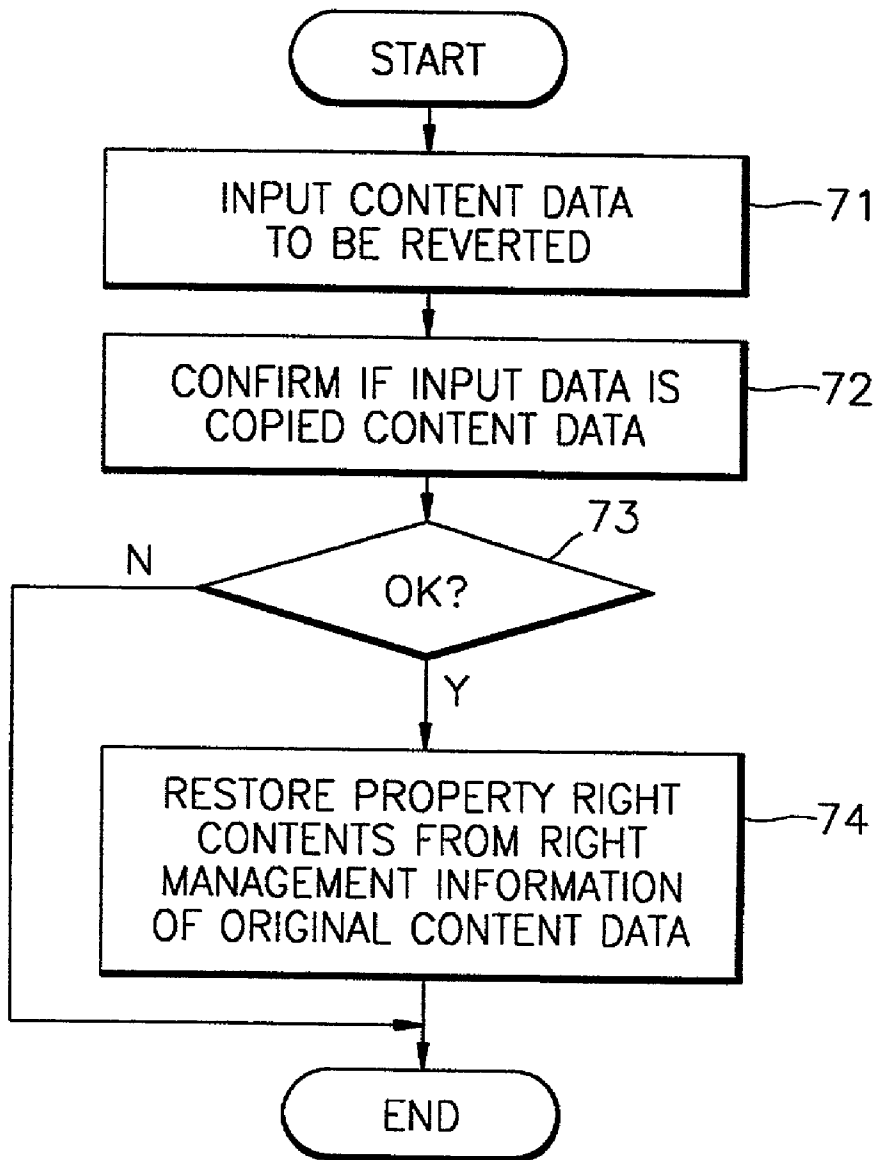 START
INPUT CONTENT DATA
TO BE REVERTED
71
CONFIRM IF INPUT DATA IS
COPIED CONTENT DATA
72
73
N
OK?
Y
RESTORE PROPERTY RIGHT
CONTENTS FROM RIGHT
MANAGEMENT INFORMATION
OF ORIGINAL CONTENT DATA
74
END